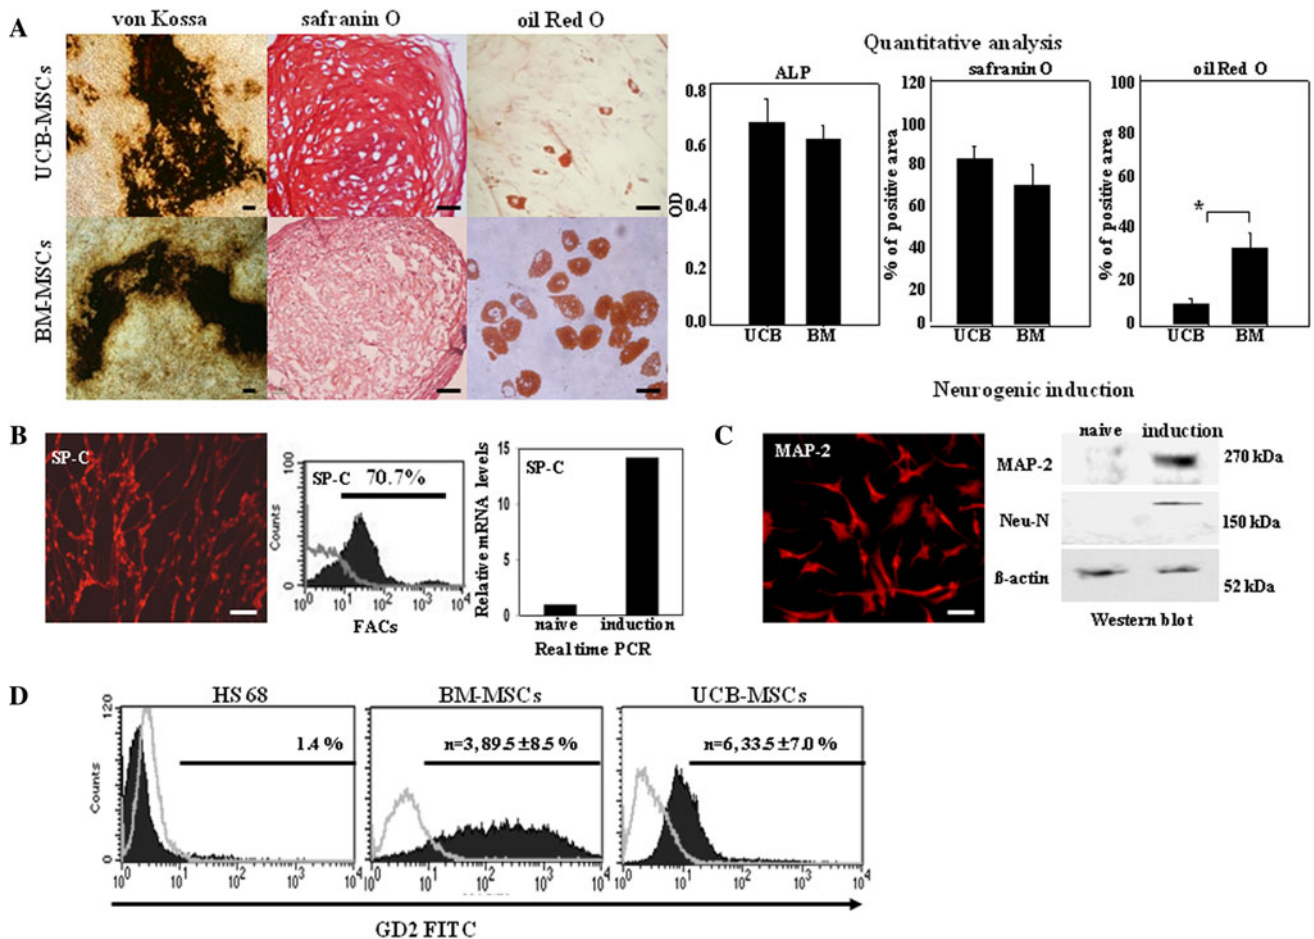 A
von Kossa safranin O oil Red O
UCB-MSCs
BM-MSCs
Quantitative analysis
ALP safranin O oilRed O
OD
0.8
0.6
0.4
0.2
0.0
UCB BM
% of positive area
120
100
80
60
40
20
0
UCB BM
% of positive area
100
80
60
40
20
0
*
UCB BM
Neurogenic induction
B
SP-C
SP-C 70.7%
Counts
100
0
10⁰ 10¹ 10² 10³ 10⁴
FACs
SP-C
Relative mRNA levels
15
10
5
0
naive induction
Realtime PCR
C
MAP-2
naive induction
MAP-2 270 kDa
Neu-N 150 kDa
ß-actin 52 kDa
Western blot
D
HS68 BM-MSCs UCB-MSCs
Counts
120
0
1.4 %
n=3, 89.5±8.5 %
n=6, 33.5±7.0 %
10⁰ 10¹ 10² 10³ 10⁴
10⁰ 10¹ 10² 10³ 10⁴
10⁰ 10¹ 10² 10³ 10⁴
GD2 FITC